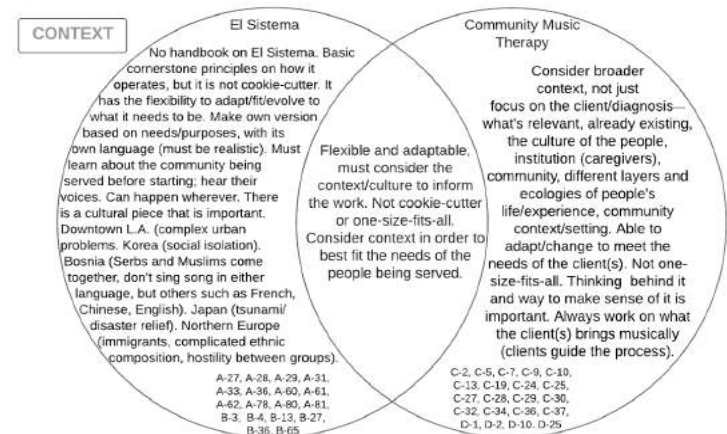 CONTEXT
El Sistema
No handbook on El Sistema. Basic
cornerstone principles on how it
operates, but it is not cookie-cutter. It
has the flexibility to adapt/fit/evolve to
what it needs to be. Make own version
based on needs/purposes, with its
own language (must be realistic). Must
learn about the community being
served before starting; hear their
voices. Can happen wherever. There
is a cultural piece that is important.
Downtown L.A. (complex urban
problems. Korea (social isolation).
Bosnia (Serbs and Muslims come
together, don't sing song in either
language, but others such as French,
Chinese, English). Japan (tsunami/
disaster relief). Northern Europe
(immigrants, complicated ethnic
composition, hostility between groups).
A-27, A-28, A-29, A-31,
A-33, A-36, A-60, A-61,
A-62, A-78, A-80, A-81,
B-3, B-4, B-13, B-27,
B-36, B-65
Flexible and adaptable,
must consider the
context/culture to inform
the work. Not cookie-cutter
or one-size-fits-all.
Consider context in order to
best fit the needs of the
people being served.
Community Music
Therapy
Consider broader
context, not just
focus on the client/diagnosis—
what's relevant, already existing,
the culture of the people,
institution (caregivers),
community, different layers and
ecologies of people's
life/experience, community
context/setting. Able to
adapt/change to meet the
needs of the client(s). Not one-
size-fits-all. Thinking behind it
and way to make sense of it is
important. Always work on what
the client(s) brings musically
(clients guide the process).
C-2, C-5, C-7, C-9, C-10,
C-13, C-19, C-24, C-25,
C-27, C-28, C-29, C-30,
C-32, C-34, C-36, C-37,
D-1, D-2, D-10. D-25